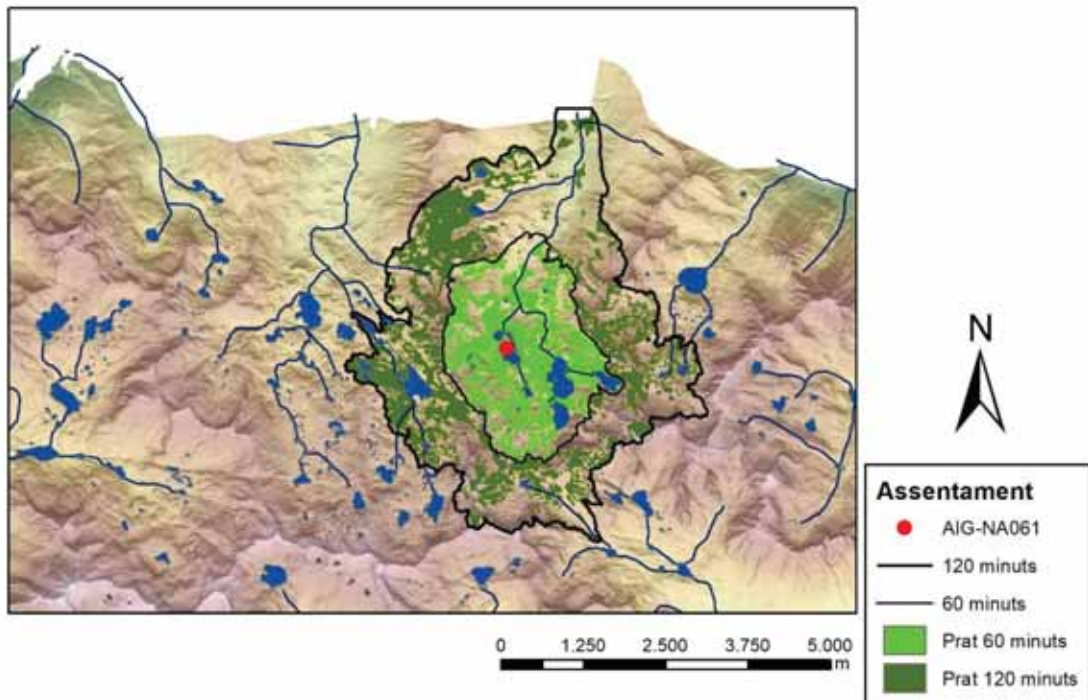 N
0 1.250 2.500 3.750 5.000
m
Assentament
AIG-NA061
120 minuts
60 minuts
Prat 60 minuts
Prat 120 minuts